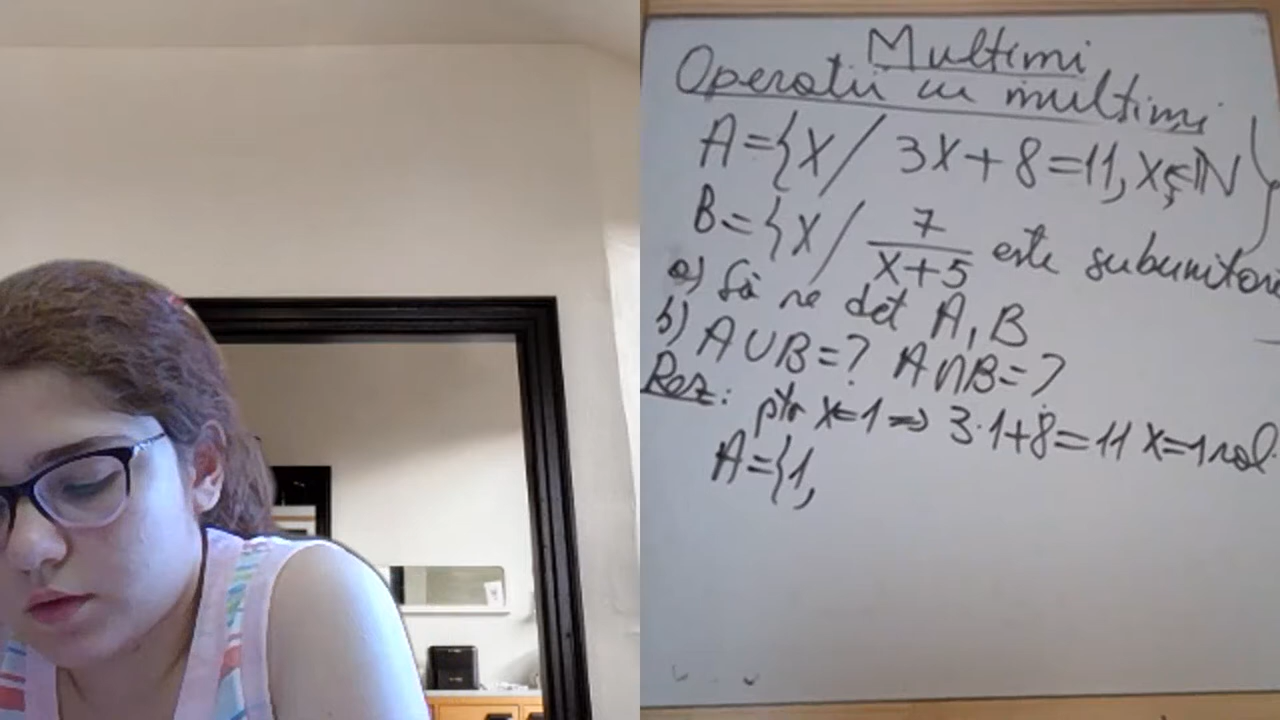 Multimi
Operatii cu multimi
A={x/ 3x+8=11, x∈N}
B={x/ 7/(x+5) este subunitara
a) Să se det A, B
b) A∪B=? A∩B=?
Rez: ptr x=1 => 3·1+8=11 x=1 sol.
A={1,